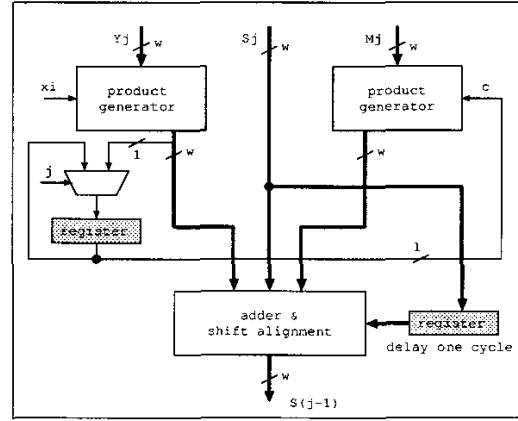 Yj w Sj w Mj w
xi product generator product generator c
1 w w
j
register
1
adder & shift alignment register
delay one cycle
w
S(j-1)